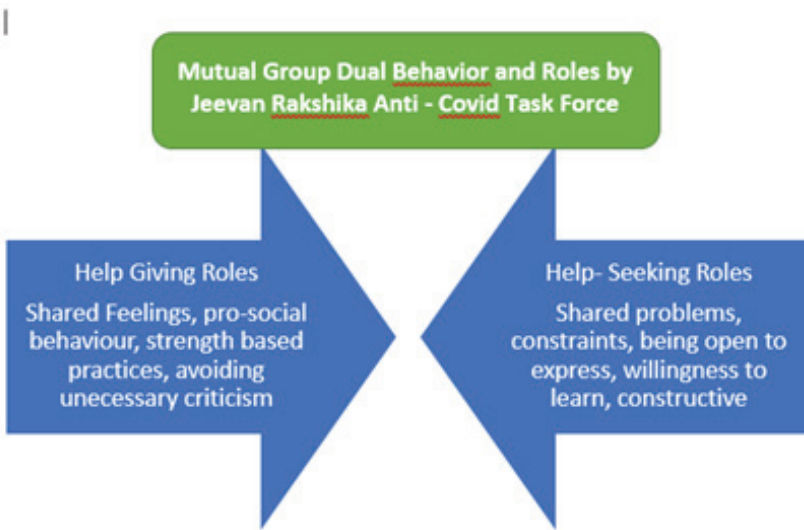 Mutual Group Dual Behavior and Roles by
Jeevan Rakshika Anti - Covid Task Force
Help Giving Roles
Shared Feelings, pro-social
behaviour, strength based
practices, avoiding
unecessary criticism
Help- Seeking Roles
Shared problems,
constraints, being open to
express, willingness to
learn, constructive